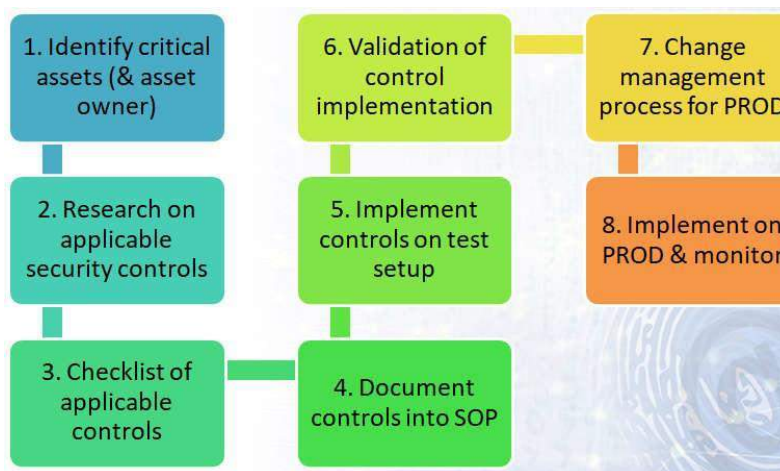 1. Identify critical
assets (& asset
owner)
2. Research on
applicable
security controls
3. Checklist of
applicable
controls
4. Document
controls into SOP
5. Implement
controls on test
setup
6. Validation of
control
implementation
7. Change
management
process for PROD
8. Implement on
PROD & monitor